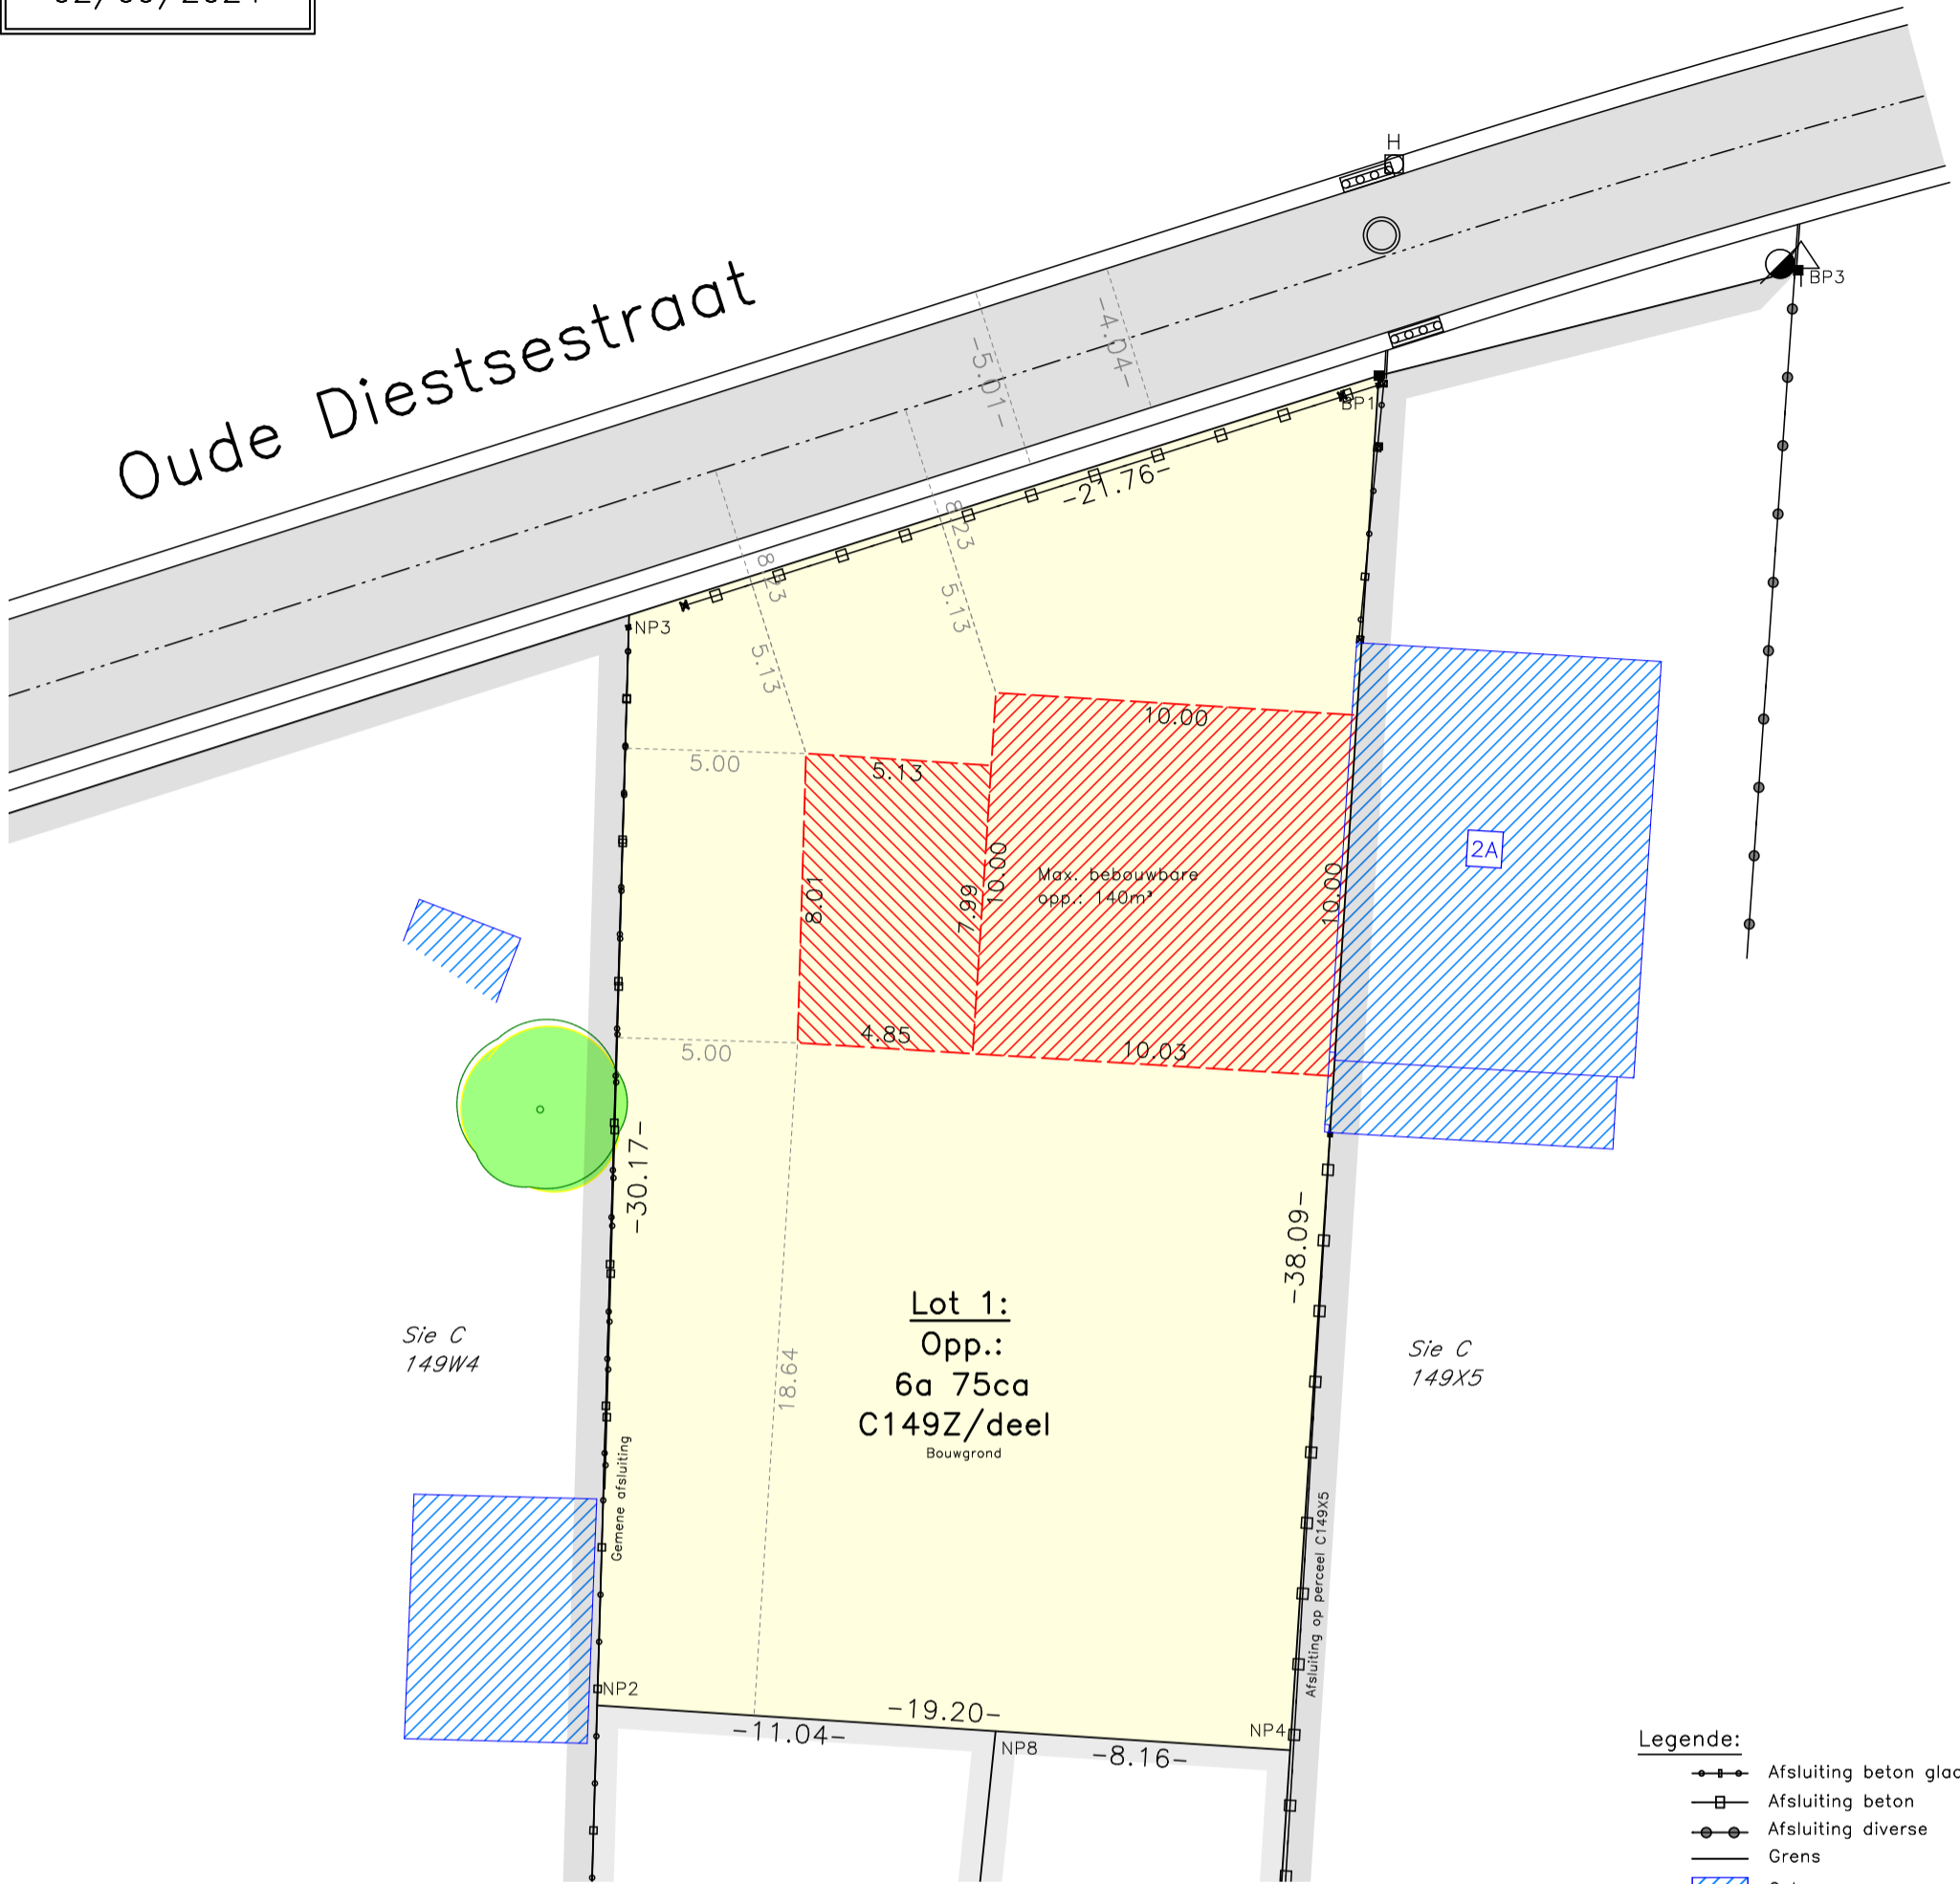 Oude Diestsestraat
H
BP3
-5.01-
-4.04-
BP1
-21.76-
8.23
8.23
5.13
5.13
NP3
10.00
5.00
5.13
2A
Max. bebouwbare
opp.: 140m³
10.00
10.00
8.01
7.99
4.85
10.03
5.00
-30.17-
-38.09-
Lot 1:
Opp.:
6a 75ca
C149Z/deel
Bouwgrond
Sie C
149W4
Sie C
149X5
18.64
Gemene afsluiting
Afsluiting op perceel C149X5
NP2
-19.20-
-11.04-
NP4
NP8
-8.16-
Legende:
Afsluiting beton
Afsluiting beton
Afsluiting diverse
Grens